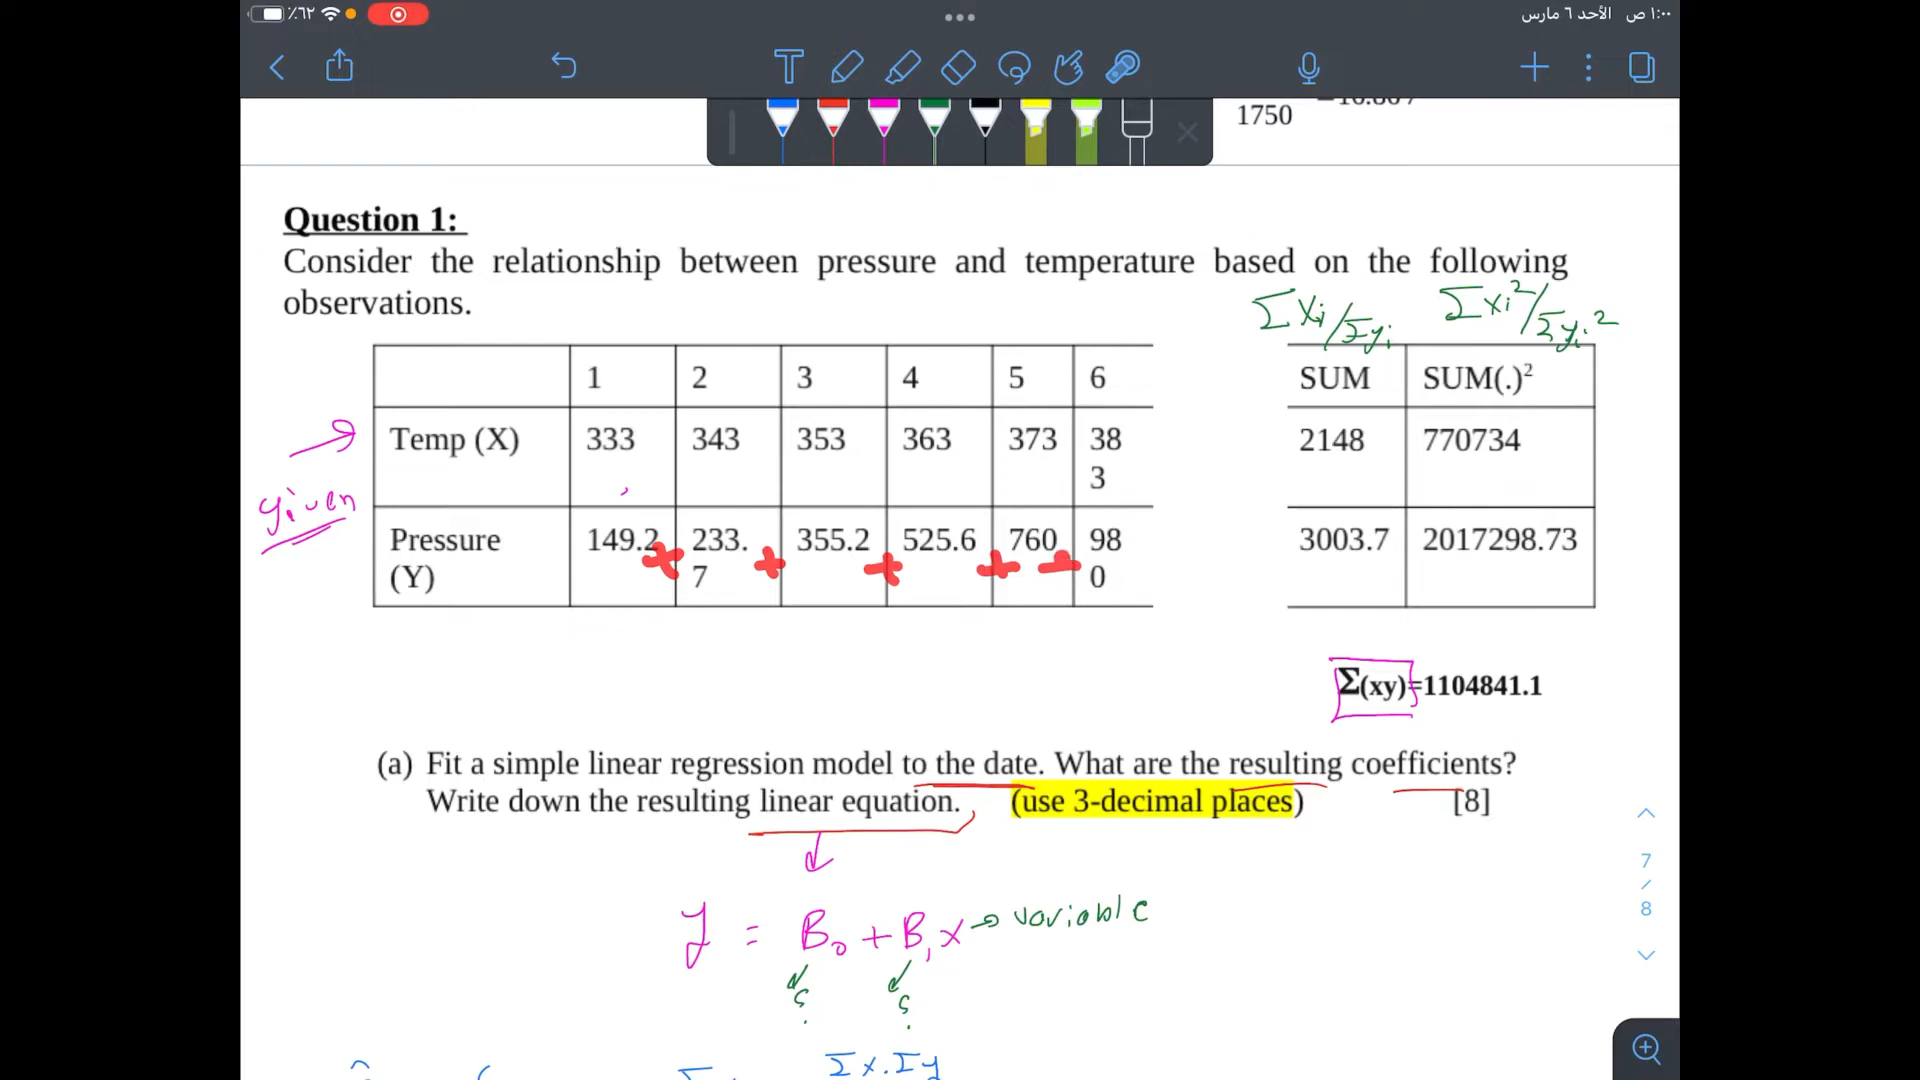 ٪٦٢
١:٠٠ ص الأحد ٦ مارس
1750
Question 1:
Consider the relationship between pressure and temperature based on the following
observations.
Σxi/Σyi Σxi²/Σyi²
1 2 3 4 5 6 SUM SUM(.)²
Temp (X) 333 343 353 363 373 38 2148 770734
3
given
Pressure 149.2 233. 355.2 525.6 760 98 3003.7 2017298.73
(Y) 7 0
Σ(xy)=1104841.1
(a) Fit a simple linear regression model to the date. What are the resulting coefficients?
Write down the resulting linear equation. (use 3-decimal places) [8]
y = B₀ + B₁x → variable
؟ ؟
Σx.Σy
7
/
8